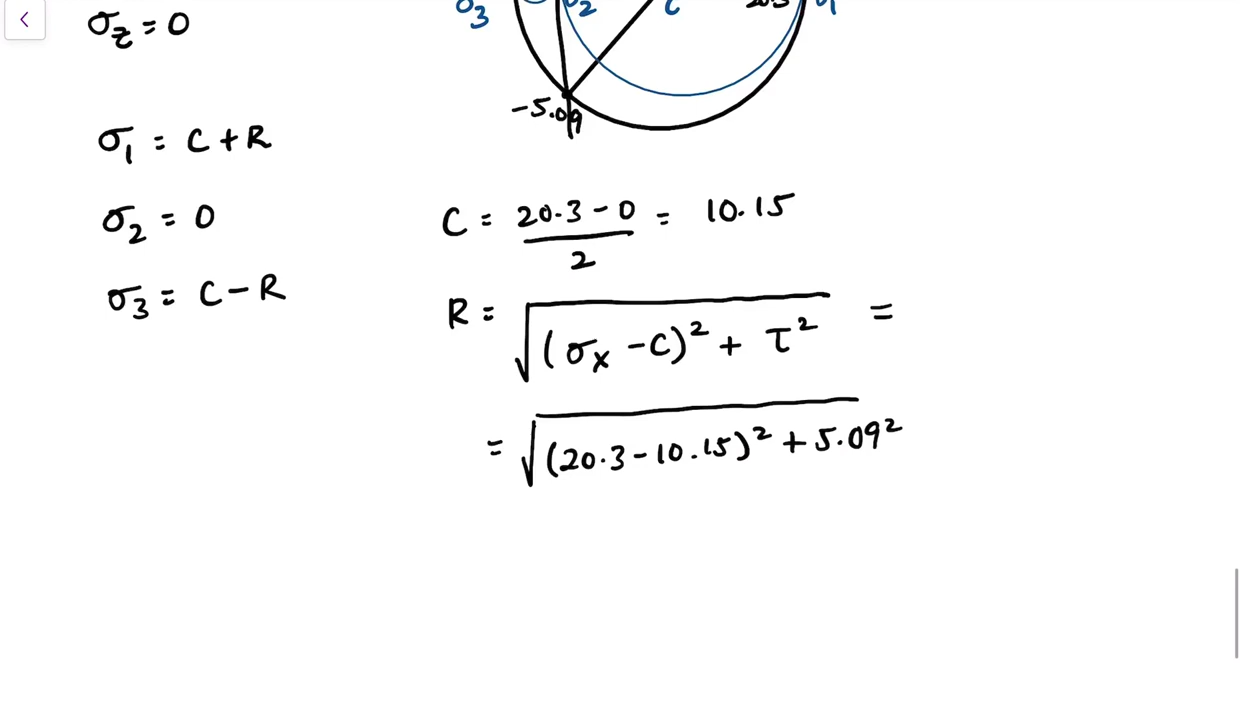 σz = 0
σ3
σ2
C
-5.09
σ1 = C + R
σ2 = 0
σ3 = C - R
C = (20.3 - 0) / 2 = 10.15
R = √((σx - C)² + τ²) =
= √((20.3 - 10.15)² + 5.09²)